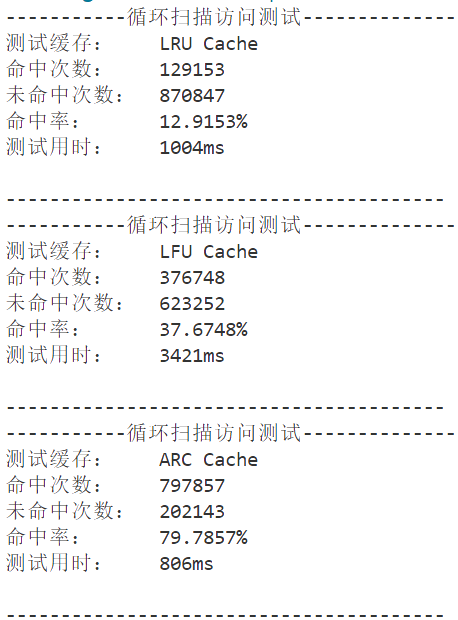 -----------循环扫描访问测试--------------
测试缓存： LRU Cache
命中次数： 129153
未命中次数： 870847
命中率： 12.9153%
测试用时： 1004ms
----------------------------------------
-----------循环扫描访问测试--------------
测试缓存： LFU Cache
命中次数： 376748
未命中次数： 623252
命中率： 37.6748%
测试用时： 3421ms
----------------------------------------
-----------循环扫描访问测试--------------
测试缓存： ARC Cache
命中次数： 797857
未命中次数： 202143
命中率： 79.7857%
测试用时： 806ms
----------------------------------------